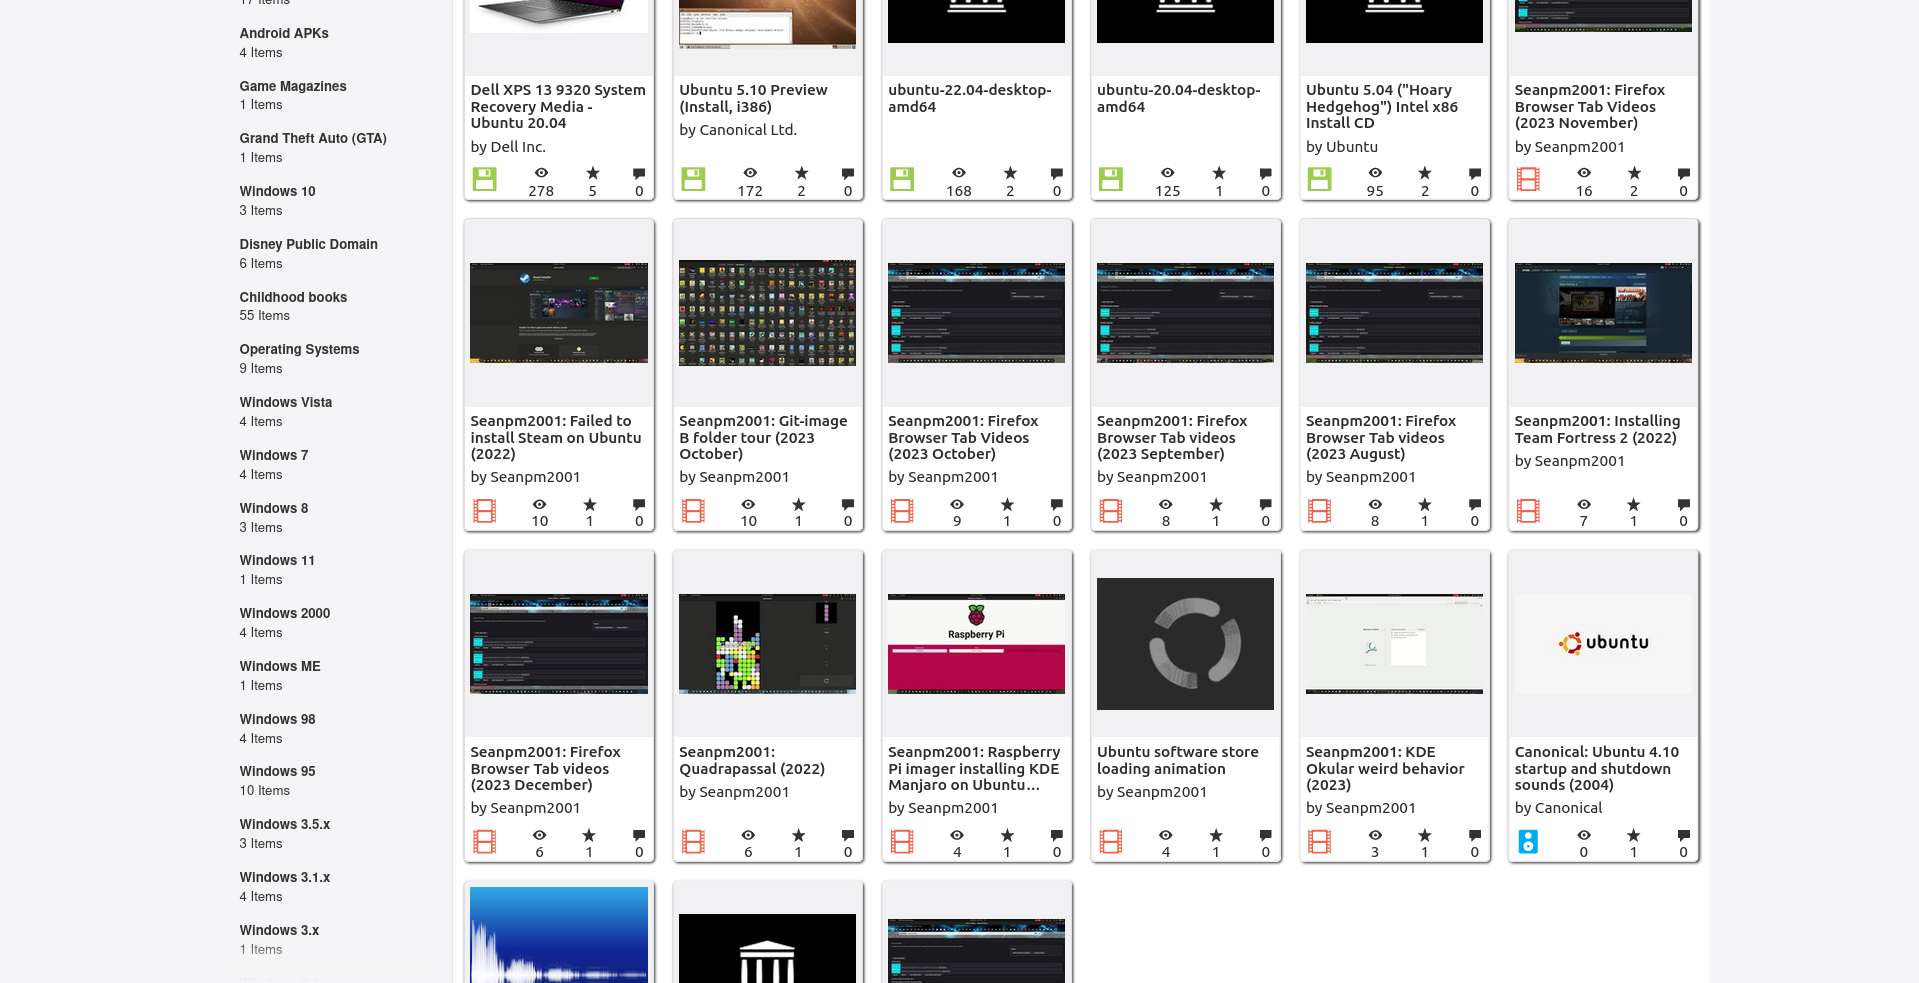 17 Items
Android APKs
4 Items
Game Magazines
1 Items
Grand Theft Auto (GTA)
1 Items
Windows 10
3 Items
Disney Public Domain
6 Items
Childhood books
55 Items
Operating Systems
9 Items
Windows Vista
4 Items
Windows 7
4 Items
Windows 8
3 Items
Windows 11
1 Items
Windows 2000
4 Items
Windows ME
1 Items
Windows 98
4 Items
Windows 95
10 Items
Windows 3.5.x
3 Items
Windows 3.1.x
4 Items
Windows 3.x
1 Items
Dell XPS 13 9320 System
Recovery Media -
Ubuntu 20.04
by Dell Inc.
278 5 0
Ubuntu 5.10 Preview
(Install, i386)
by Canonical Ltd.
172 2 0
ubuntu-22.04-desktop-
amd64
168 2 0
ubuntu-20.04-desktop-
amd64
125 1 0
Ubuntu 5.04 ("Hoary
Hedgehog") Intel x86
Install CD
by Ubuntu
95 2 0
Seanpm2001: Firefox
Browser Tab Videos
(2023 November)
by Seanpm2001
16 2 0
Seanpm2001: Failed to
install Steam on Ubuntu
(2022)
by Seanpm2001
10 1 0
Seanpm2001: Git-image
B folder tour (2023
October)
by Seanpm2001
10 1 0
Seanpm2001: Firefox
Browser Tab Videos
(2023 October)
by Seanpm2001
9 1 0
Seanpm2001: Firefox
Browser Tab videos
(2023 September)
by Seanpm2001
8 1 0
Seanpm2001: Firefox
Browser Tab videos
(2023 August)
by Seanpm2001
8 1 0
Seanpm2001: Installing
Team Fortress 2 (2022)
by Seanpm2001
7 1 0
Seanpm2001: Firefox
Browser Tab videos
(2023 December)
by Seanpm2001
6 1 0
Seanpm2001:
Quadrapassal (2022)
by Seanpm2001
6 1 0
Raspberry Pi
Seanpm2001: Raspberry
Pi imager installing KDE
Manjaro on Ubuntu...
by Seanpm2001
4 1 0
Ubuntu software store
loading animation
by Seanpm2001
4 1 0
Seanpm2001: KDE
Okular weird behavior
(2023)
by Seanpm2001
3 1 0
ubuntu
Canonical: Ubuntu 4.10
startup and shutdown
sounds (2004)
by Canonical
0 1 0